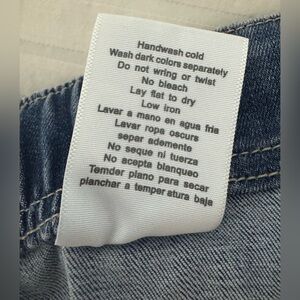 Handwash cold
Wash dark colors separately
Do not wring or twist
No bleach
Lay flat to dry
Low iron
Lavar a mano en agua fria
Lavar ropa oscura
separ ademente
No seque ni tuerza
No acepta blanqueo
Temder plano para secar
planchar a temper atura baja